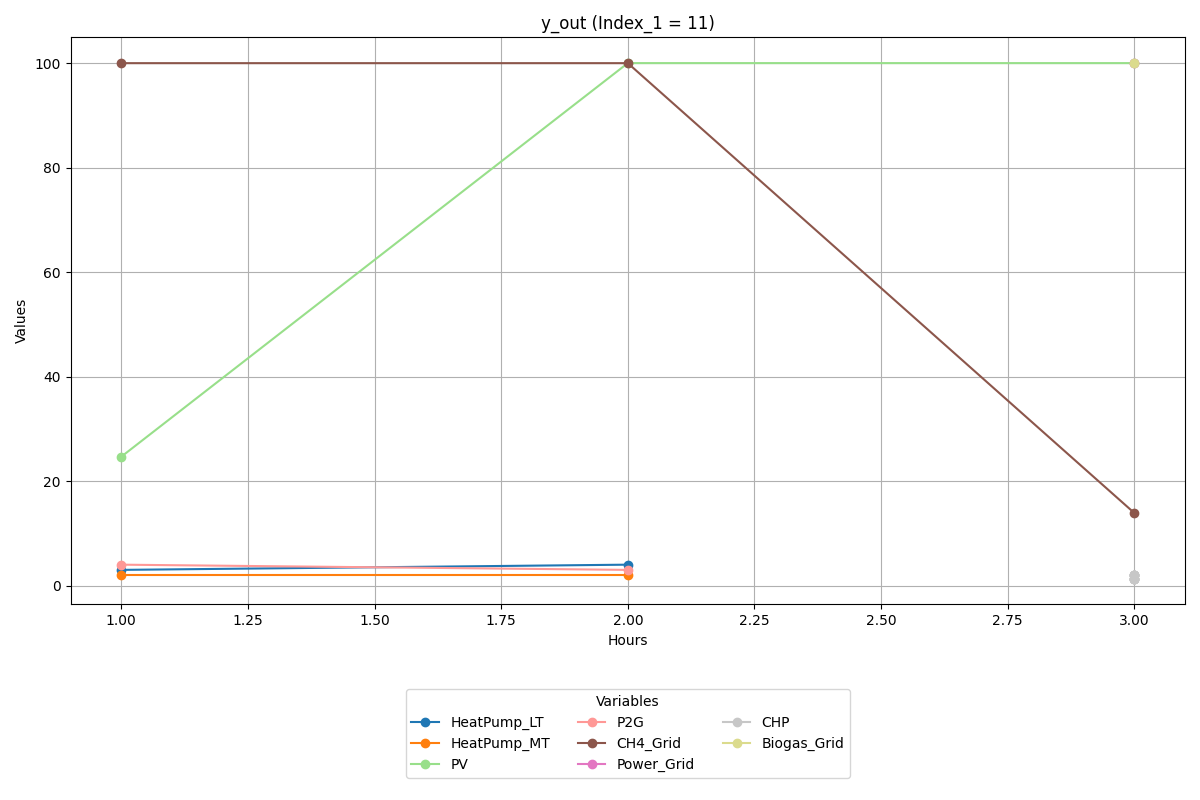 y_out (Index_1 = 11)
100
80
60
40
20
0
Values
1.00 1.25 1.50 1.75 2.00 2.25 2.50 2.75 3.00
Hours
Variables
HeatPump_LT P2G CHP
HeatPump_MT CH4_Grid Biogas_Grid
PV Power_Grid